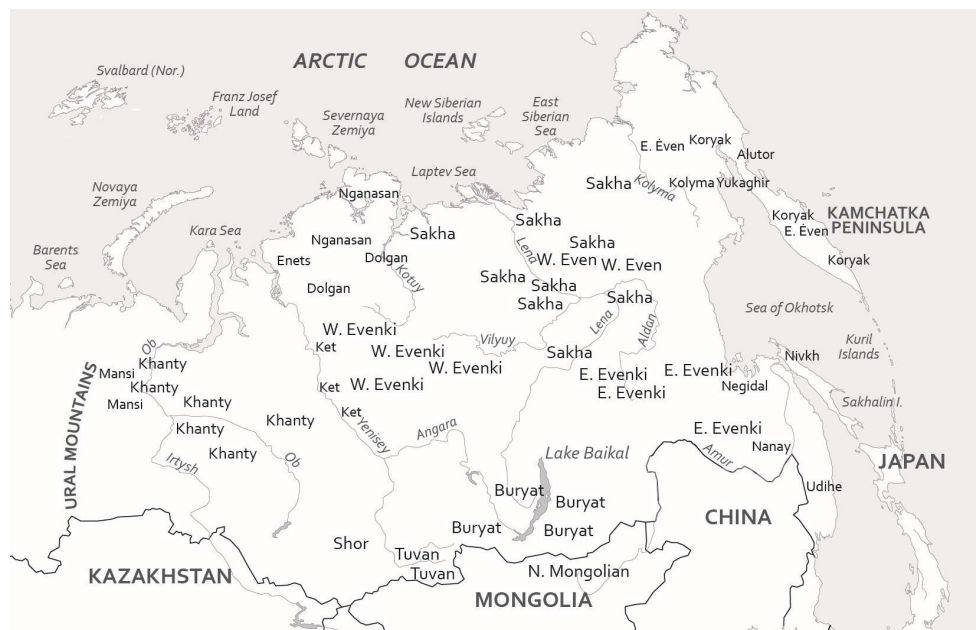 ARCTIC OCEAN
Svalbard (Nor.)
Franz Josef
Land
Severnaya
Zemiya
New Siberian
Islands
East
Siberian
Sea
E. Ėven
Koryak
Alutor
Laptev Sea
Novaya
Zemiya
Nganasan
Sakha
Kolyma
Kolyma Yukaghir
Koryak
E. Ėven
KAMCHATKA
PENINSULA
Koryak
Barents
Sea
Kara Sea
Nganasan
Enets
Dolgan
Dolgan
Kotuy
Sakha
Sakha
Lena
Sakha
W. Even
W. Even
Sakha
Sakha
Sakha
Sakha
Lena
Aldan
Sea of Okhotsk
Kuril
Islands
W. Evenki
Ket
W. Evenki
Vilyuy
W. Evenki
Sakha
E. Evenki
E. Evenki
E. Evenki
Nivkh
Negidal
Sakhalin I.
Ob
Khanty
Mansi
Khanty
Mansi
Khanty
Khanty
Khanty
Khanty
Ket
W. Evenki
Ket
Yenisey
Angara
URAL MOUNTAINS
Irtysh
Ob
Lake Baikal
E. Evenki
Amur
Nanay
JAPAN
Udihe
Buryat
Buryat
Buryat
Buryat
CHINA
Shor
Tuvan
Tuvan
KAZAKHSTAN
N. Mongolian
MONGOLIA